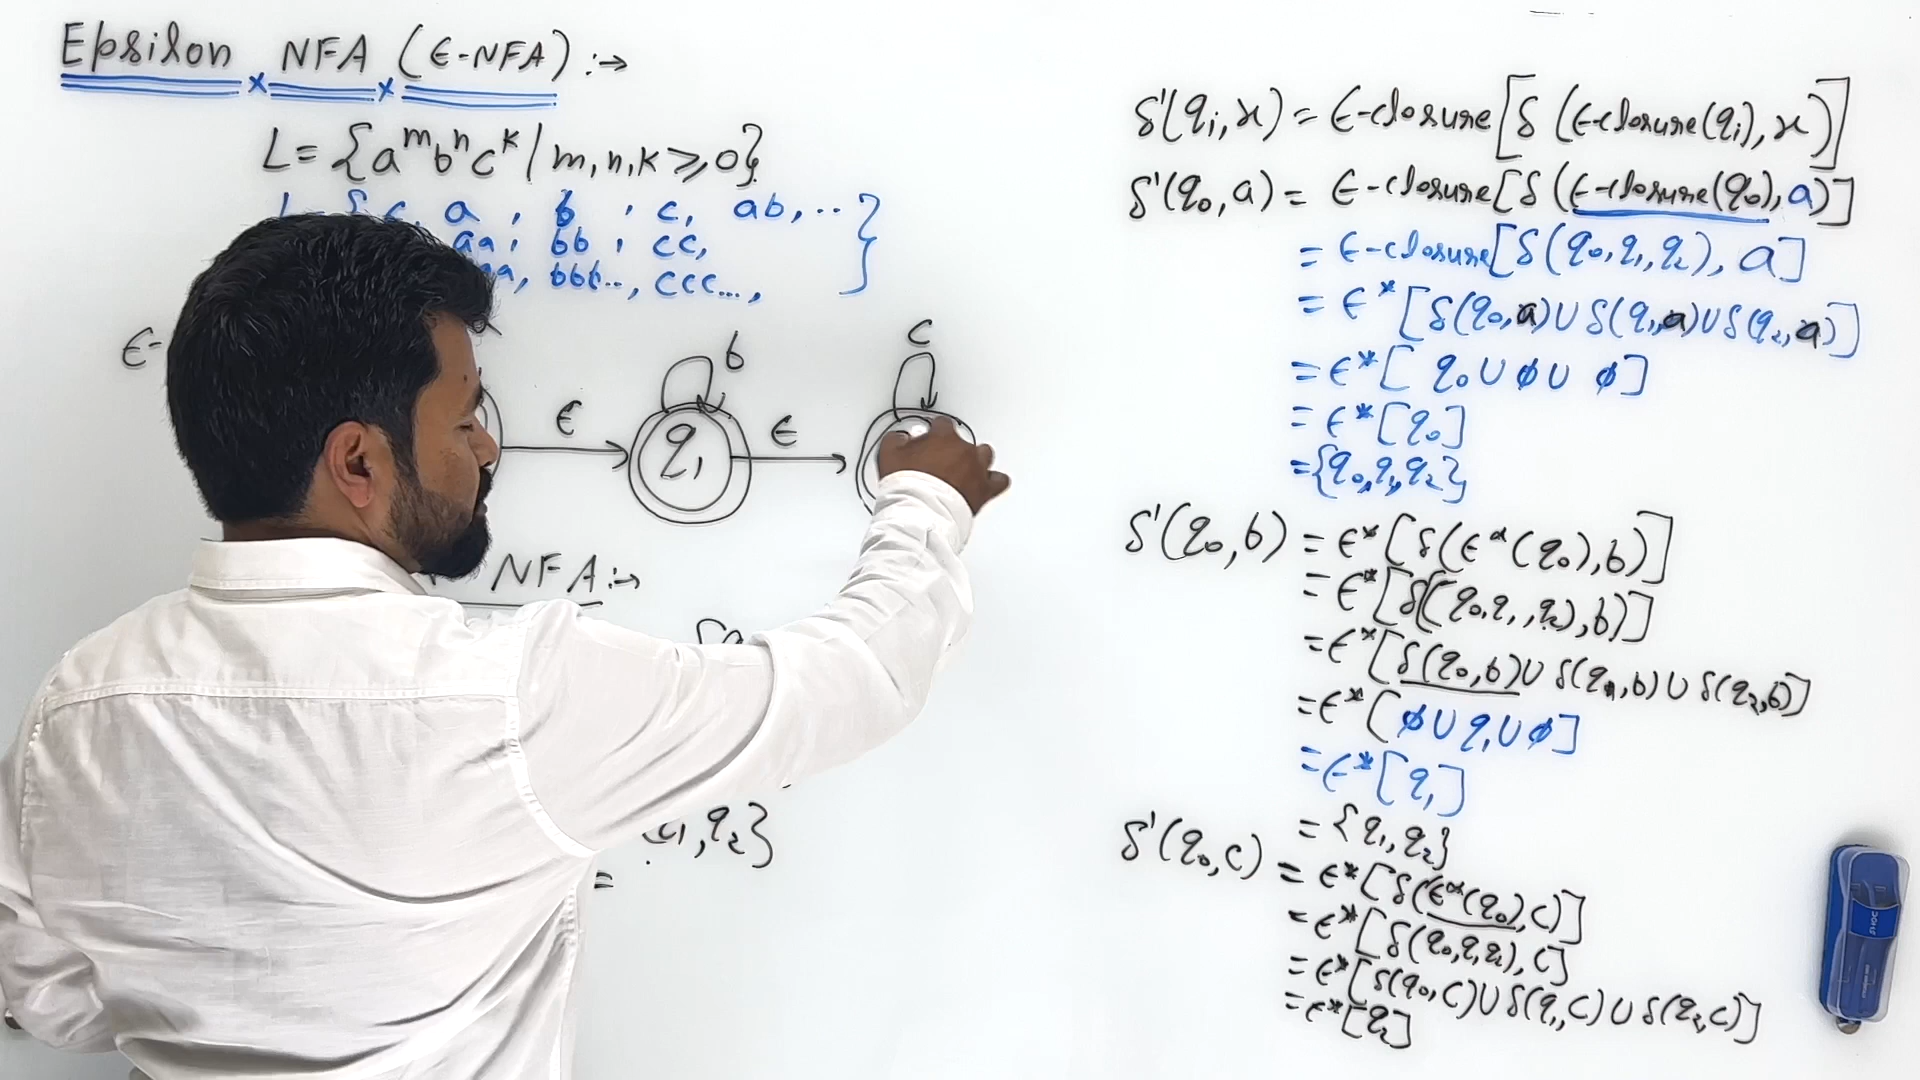 Epsilon NFA (ϵ-NFA) :→
L = {aᵐbⁿcᵏ / m,n,k ≥ 0}
a , b , c, ab, ..
aa, bb, cc,
bbb.., ccc..., }
ϵ-
b
c
ϵ
q₁
ϵ
NFA :→
q₂}
=
δ'(qᵢ,x) = ϵ-closure[δ(ϵ-closure(qᵢ),x)]
δ'(q₀,a) = ϵ-closure[δ(ϵ-closure(q₀),a)]
= ϵ-closure[δ(q₀,q₁,q₂), a]
= ϵ*[δ(q₀,a) ∪ δ(q₁,a) ∪ δ(q₂,a)]
= ϵ*[q₀ ∪ ϕ ∪ ϕ]
= ϵ*[q₀]
= {q₀,q₁,q₂}
δ'(q₀,b) = ϵ*[δ(ϵ*(q₀),b)]
= ϵ*[δ((q₀,q₁,q₂),b)]
= ϵ*[δ(q₀,b) ∪ δ(q₁,b) ∪ δ(q₂,b)]
= ϵ*[ϕ ∪ q₁ ∪ ϕ]
= ϵ*[q₁]
= {q₁,q₂}
δ'(q₀,c) = ϵ*[δ(ϵ*(q₀),c)]
= ϵ*[δ(q₀,q₁,q₂),c]
= ϵ*[δ(q₀,c) ∪ δ(q₁,c) ∪ δ(q₂,c)]
= ϵ*[q₂]